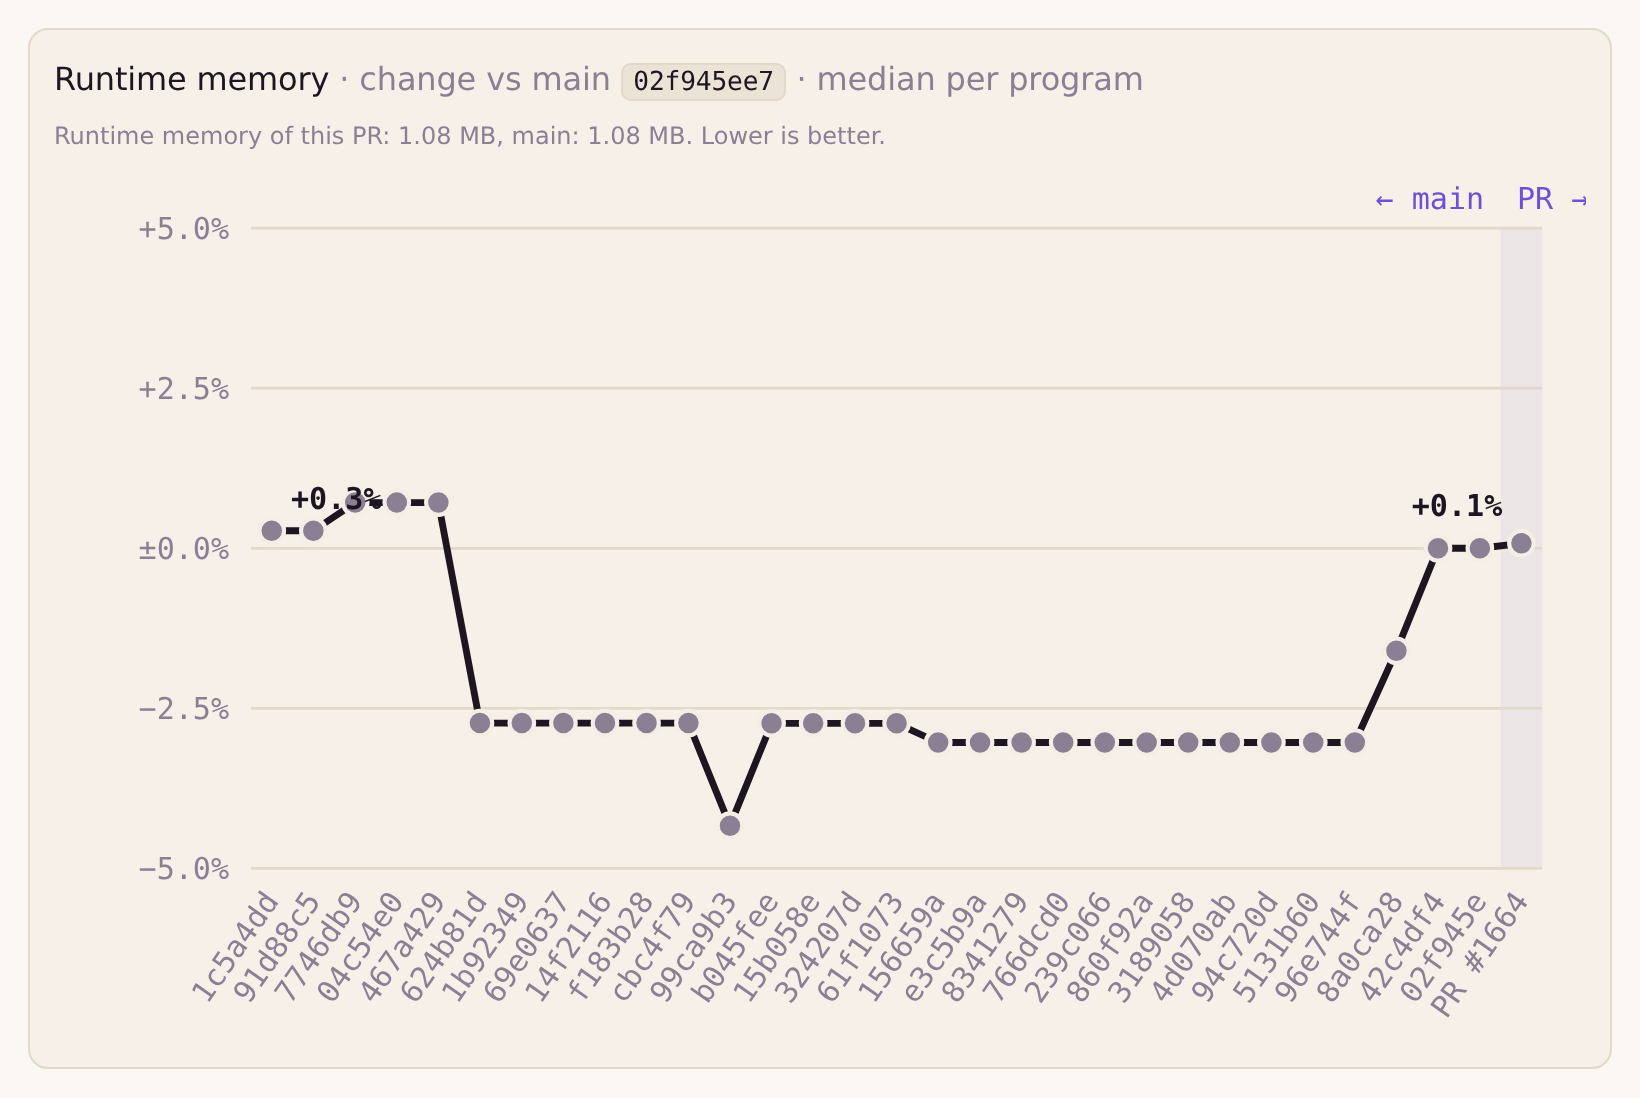 Runtime memory · change vs main 02f945ee7 · median per program
Runtime memory of this PR: 1.08 MB, main: 1.08 MB. Lower is better.
← main PR →
+5.0%
+2.5%
+0.3%
+0.1%
±0.0%
−2.5%
−5.0%
1c5a4dd
91d88c5
7746db9
04c54e0
467a429
624b81d
1b92349
69e0637
14f2116
f183b28
cbc4f79
99ca9b3
b045fee
15b058e
324207d
61f1073
156659a
e3c5b9a
8341279
766dcd0
239c066
860f92a
3189058
4d070ab
94c720d
5131b60
96e744f
8a0ca28
42c4df4
02f945e
PR #1664